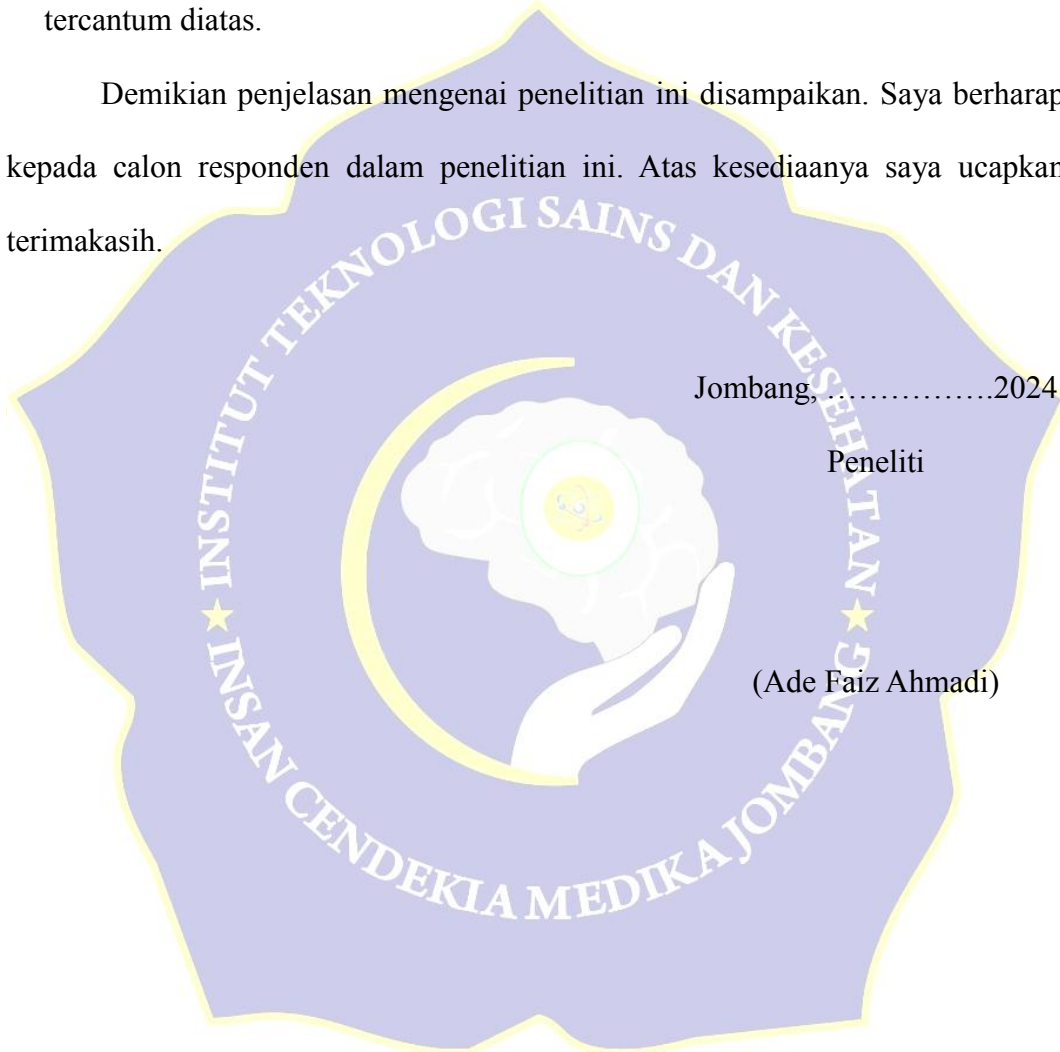 tercantum diatas.
Demikian penjelasan mengenai penelitian ini disampaikan. Saya berharap
kepada calon responden dalam penelitian ini. Atas kesediaanya saya ucapkan
terimakasih.
INSTITUT TEKNOLOGI SAINS DAN KESEHATAN
Jombang, …………….2024
Peneliti
(Ade Faiz Ahmadi)
INSAN CENDEKIA MEDIKA JOMBANG